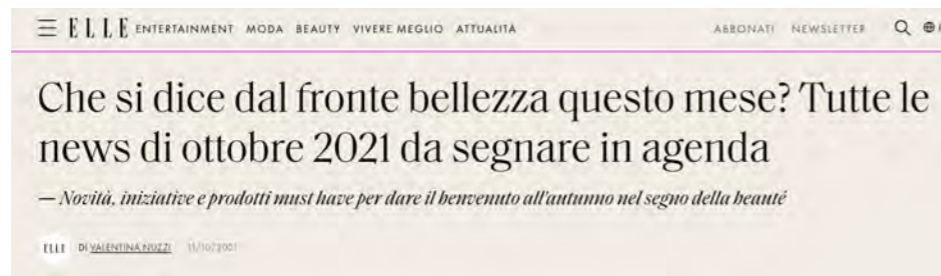 ELLE ENTERTAINMENT MODA BEAUTY VIVERE MEGLIO ATTUALITÀ ABBONATI NEWSLETTER
Che si dice dal fronte bellezza questo mese? Tutte le
news di ottobre 2021 da segnare in agenda
— Novità, iniziative e prodotti must have per dare il benvenuto all'autunno nel segno della beauté
ELLE DI VALENTINA NUZZI